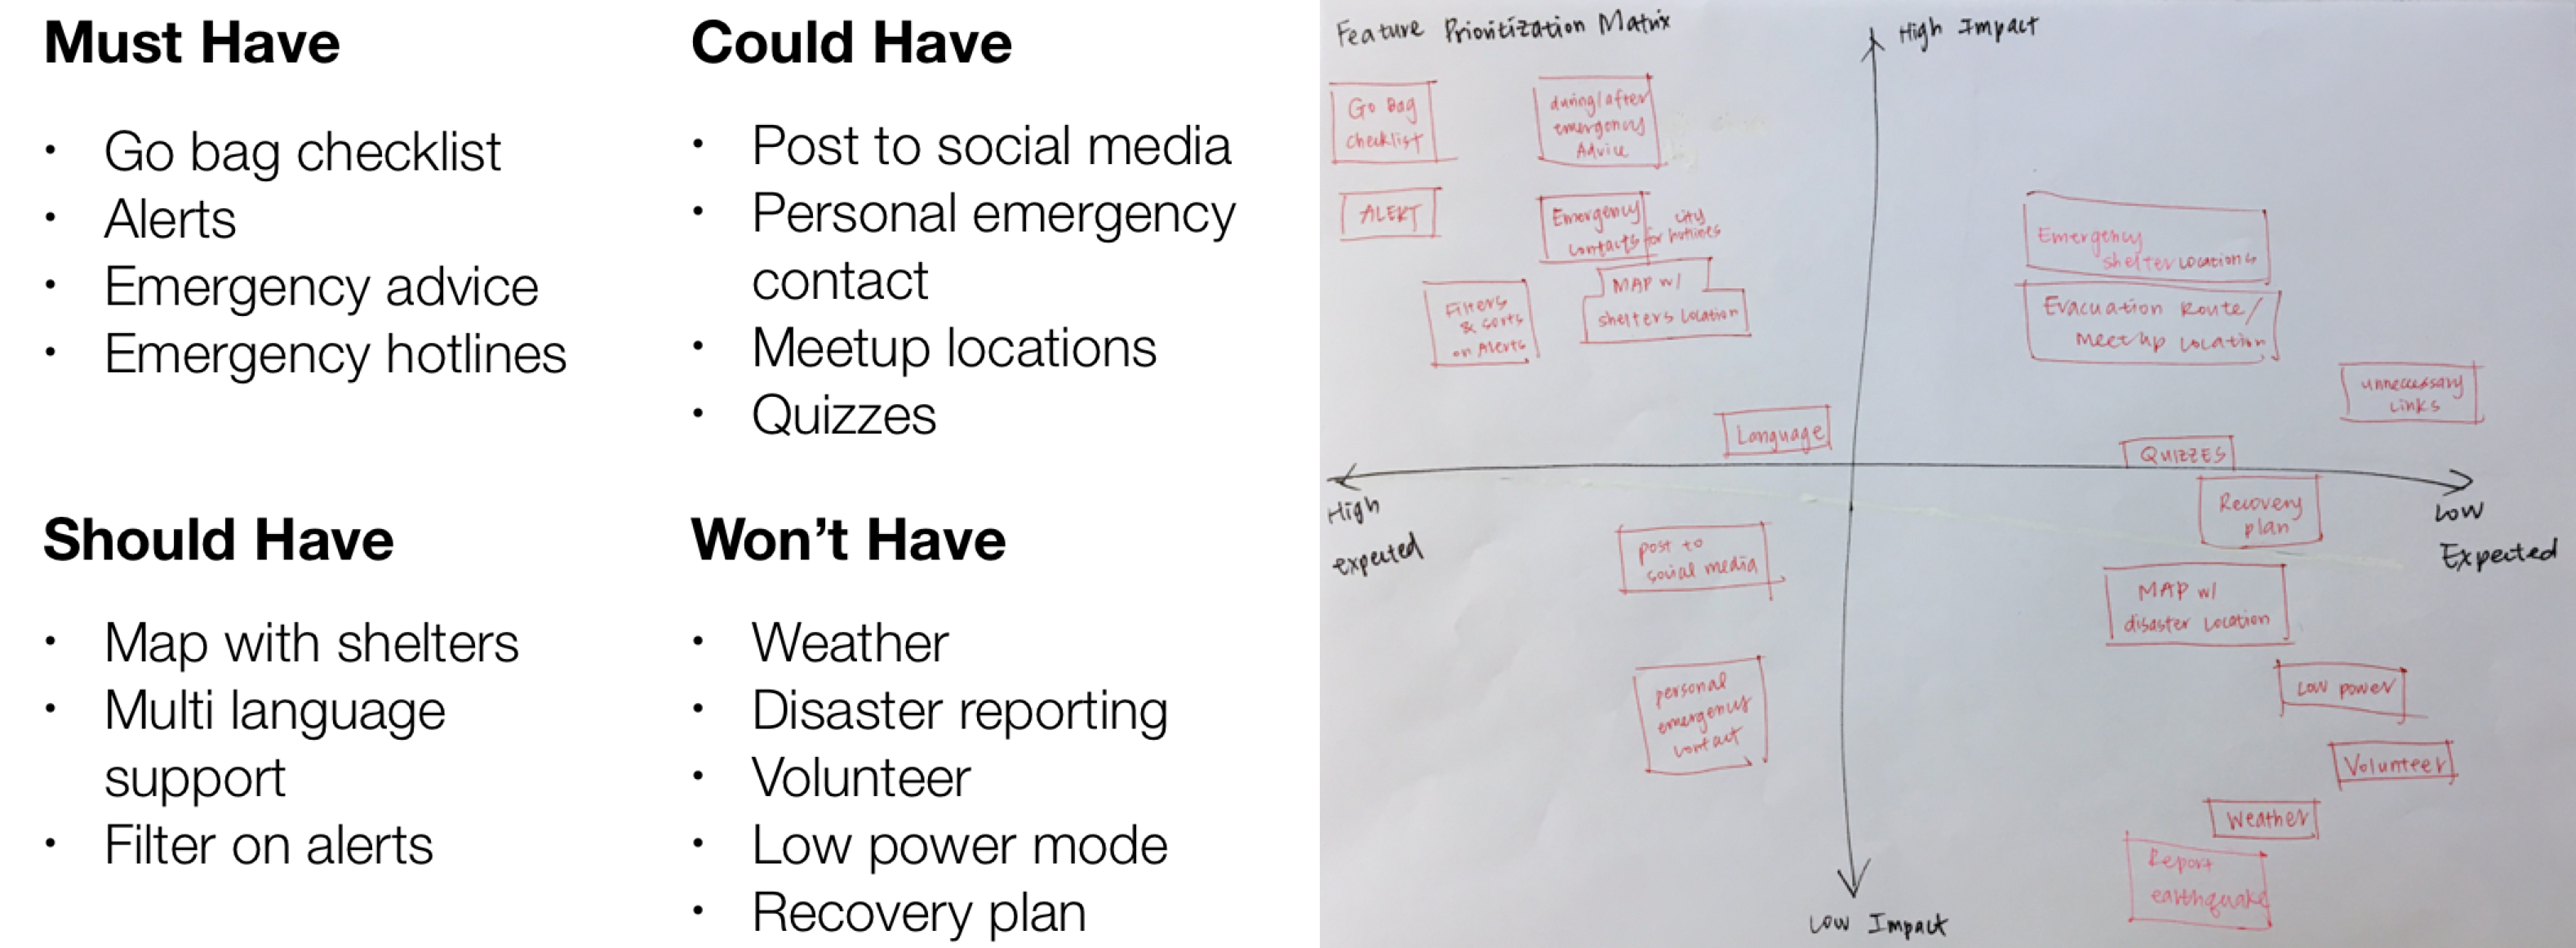 Must Have
• Go bag checklist
• Alerts
• Emergency advice
• Emergency hotlines
Could Have
• Post to social media
• Personal emergency
contact
• Meetup locations
• Quizzes
Should Have
• Map with shelters
• Multi language
support
• Filter on alerts
Won’t Have
• Weather
• Disaster reporting
• Volunteer
• Low power mode
• Recovery plan
Feature Prioritization Matrix
High Impact
Go Bag
checklist
during/after
emergency
Advice
ALERT
Emergency
contacts for hotlines
city
Filters
& sorts
on Alerts
MAP w/
shelters Location
Emergency
shelter Locations
Evacuation Route/
Meetup Location
unnecessary
Links
Language
QUIZZES
High
expected
Low
Expected
Recovery
plan
post to
social media
MAP w/
disaster Location
personal
emergency
contact
Low power
Volunteer
Weather
Report
earthquake
Low Impact